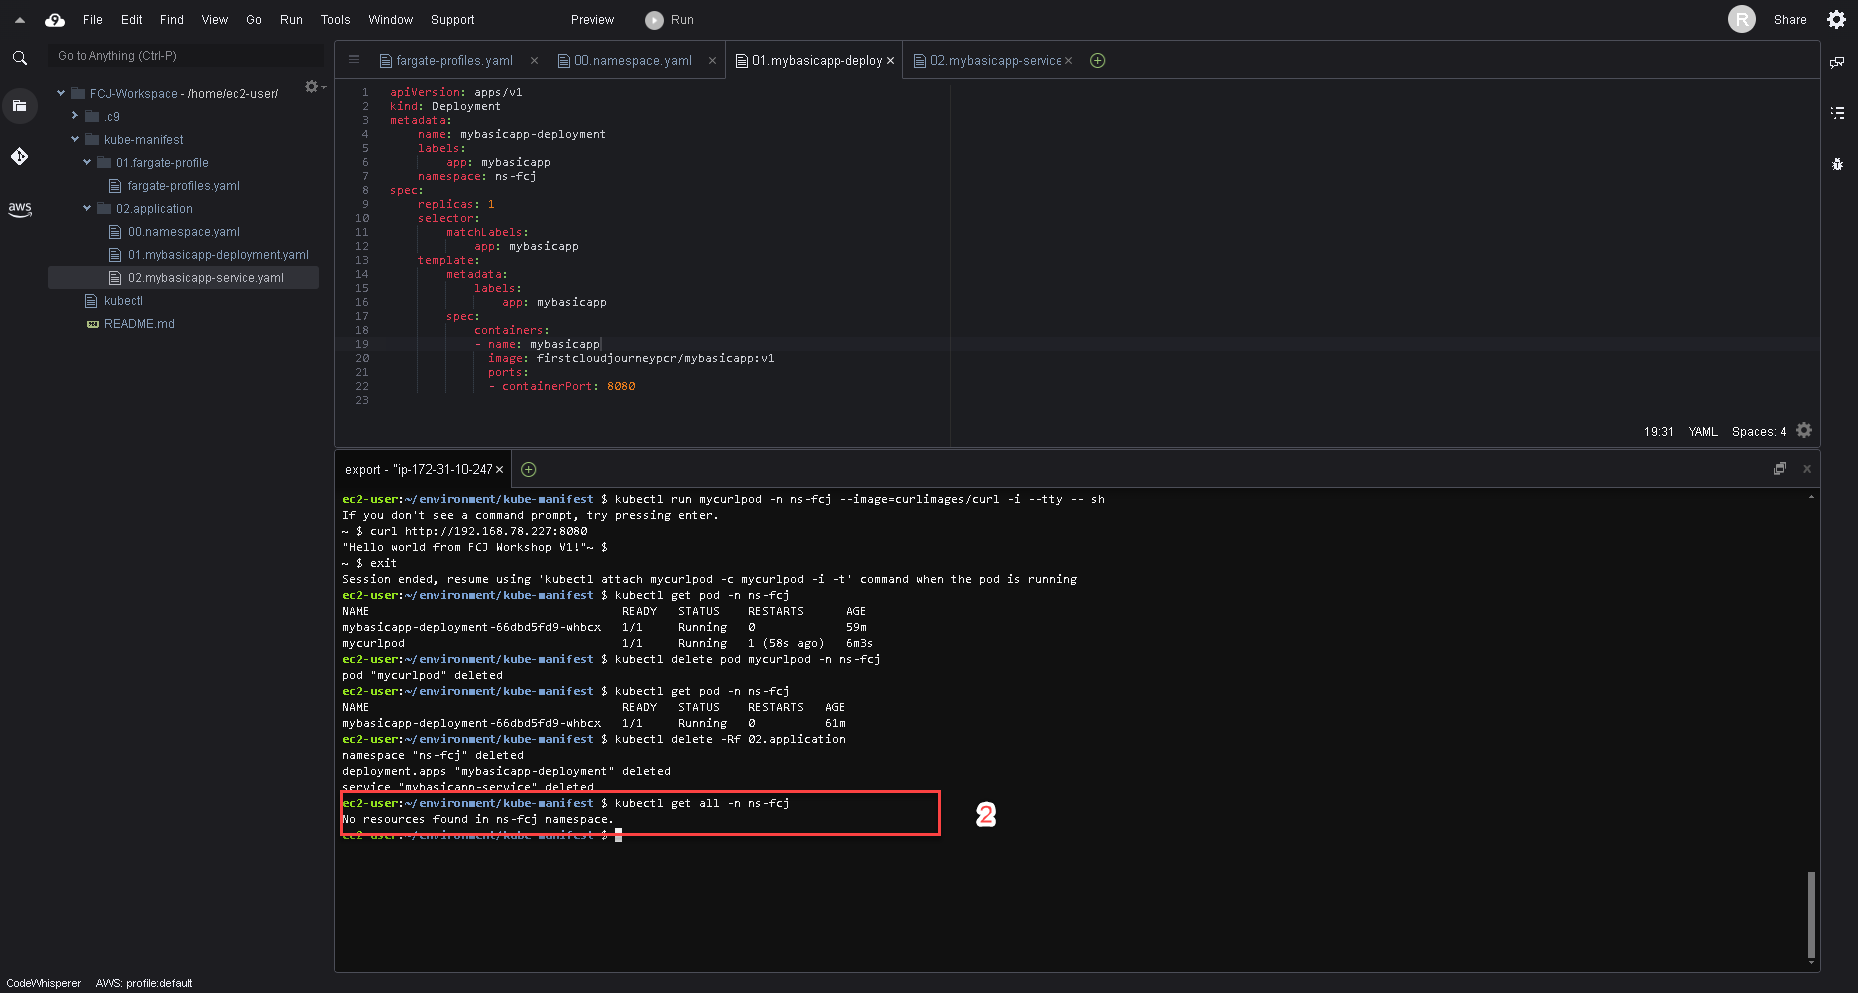 File Edit Find View Go Run Tools Window Support Preview Run R Share
Go to Anything (Ctrl-P)
FCJ-Workspace - /home/ec2-user/
.c9
kube-manifest
01.fargate-profile
fargate-profiles.yaml
02.application
00.namespace.yaml
01.mybasicapp-deployment.yaml
02.mybasicapp-service.yaml
kubectl
README.md
aws
fargate-profiles.yaml × 00.namespace.yaml × 01.mybasicapp-deploy × 02.mybasicapp-service ×
1 apiVersion: apps/v1
2 kind: Deployment
3 metadata:
4 name: mybasicapp-deployment
5 labels:
6 app: mybasicapp
7 namespace: ns-fcj
8 spec:
9 replicas: 1
10 selector:
11 matchLabels:
12 app: mybasicapp
13 template:
14 metadata:
15 labels:
16 app: mybasicapp
17 spec:
18 containers:
19 - name: mybasicapp
20 image: firstcloudjourneypcr/mybasicapp:v1
21 ports:
22 - containerPort: 8080
23
19:31 YAML Spaces: 4
export - "ip-172-31-10-247 ×
ec2-user:~/environment/kube-manifest $ kubectl run mycurlpod -n ns-fcj --image=curlimages/curl -i --tty -- sh
If you don't see a command prompt, try pressing enter.
~ $ curl http://192.168.78.227:8080
"Hello world from FCJ Workshop V1!"~ $
~ $ exit
Session ended, resume using 'kubectl attach mycurlpod -c mycurlpod -i -t' command when the pod is running
ec2-user:~/environment/kube-manifest $ kubectl get pod -n ns-fcj
NAME READY STATUS RESTARTS AGE
mybasicapp-deployment-66dbd5fd9-whbcx 1/1 Running 0 59m
mycurlpod 1/1 Running 1 (58s ago) 6m3s
ec2-user:~/environment/kube-manifest $ kubectl delete pod mycurlpod -n ns-fcj
pod "mycurlpod" deleted
ec2-user:~/environment/kube-manifest $ kubectl get pod -n ns-fcj
NAME READY STATUS RESTARTS AGE
mybasicapp-deployment-66dbd5fd9-whbcx 1/1 Running 0 61m
ec2-user:~/environment/kube-manifest $ kubectl delete -Rf 02.application
namespace "ns-fcj" deleted
deployment.apps "mybasicapp-deployment" deleted
service "mybasicapp-service" deleted
ec2-user:~/environment/kube-manifest $ kubectl get all -n ns-fcj
No resources found in ns-fcj namespace.
ec2-user:~/environment/kube-manifest $
2
CodeWhisperer AWS: profile:default